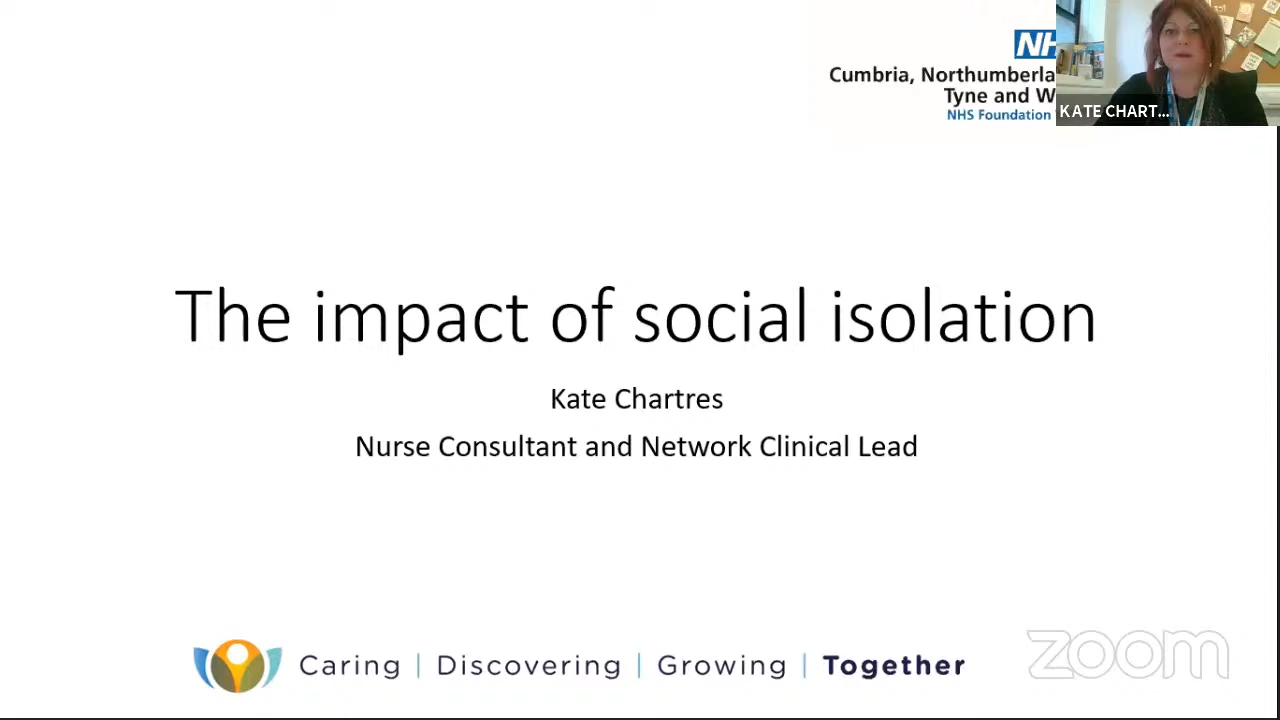 NH
Cumbria, Northumberla
Tyne and W
NHS Foundation
KATE CHART...
The impact of social isolation
Kate Chartres
Nurse Consultant and Network Clinical Lead
Caring | Discovering | Growing | Together
zoom